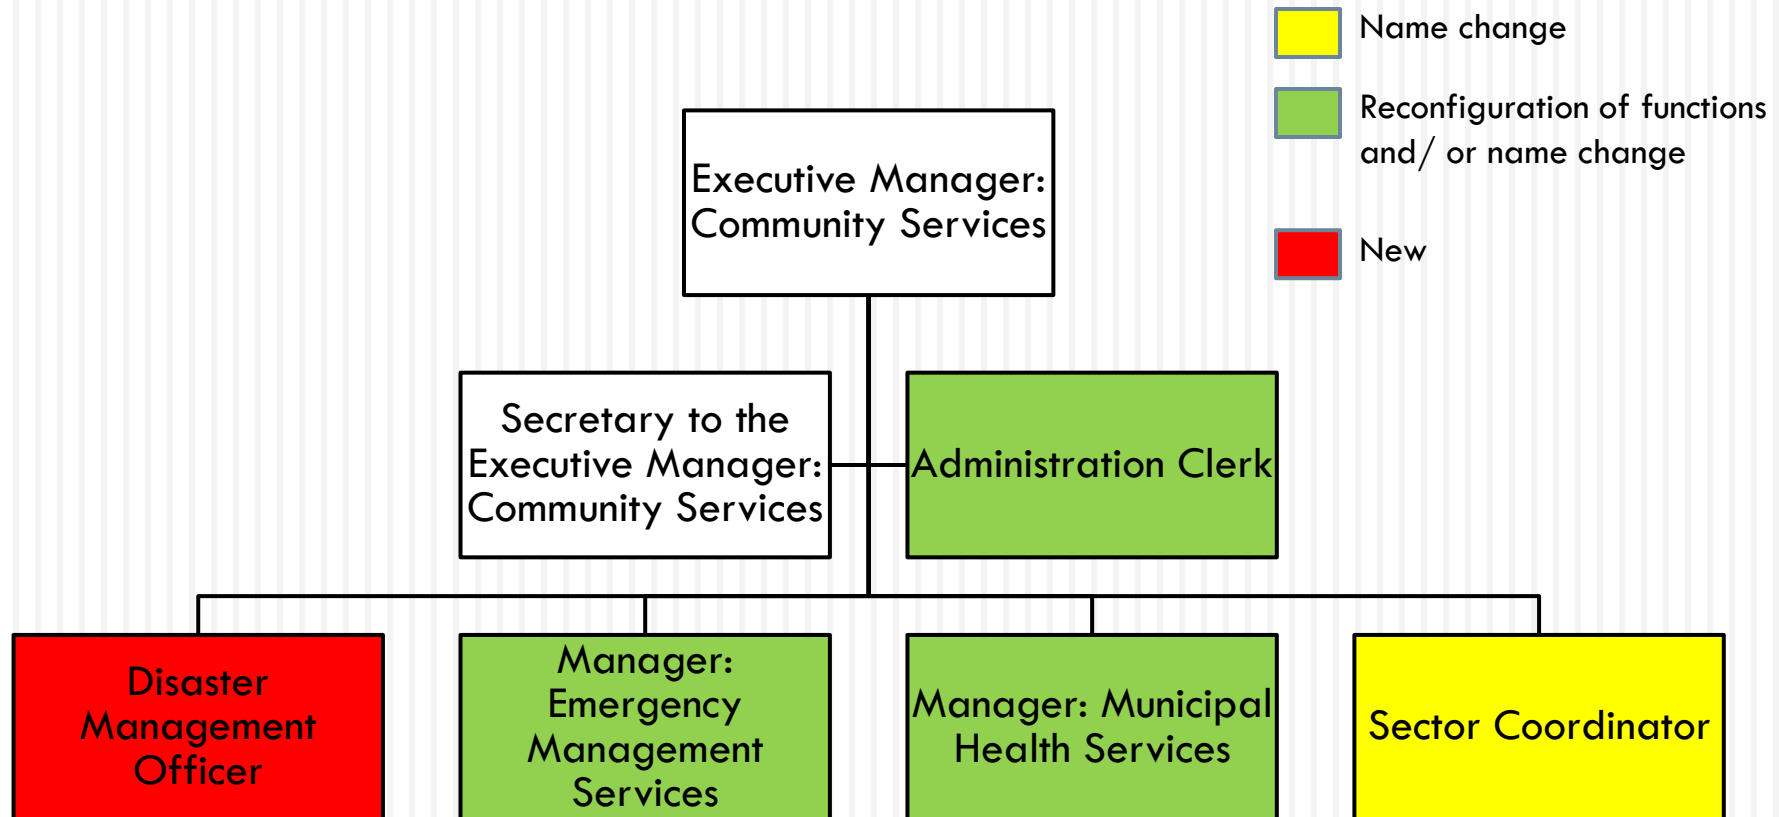 Name change
Reconfiguration of functions
and/ or name change
New
Executive Manager:
Community Services
Secretary to the
Executive Manager:
Community Services
Administration Clerk
Disaster
Management
Officer
Manager:
Emergency
Management
Services
Manager: Municipal
Health Services
Sector Coordinator